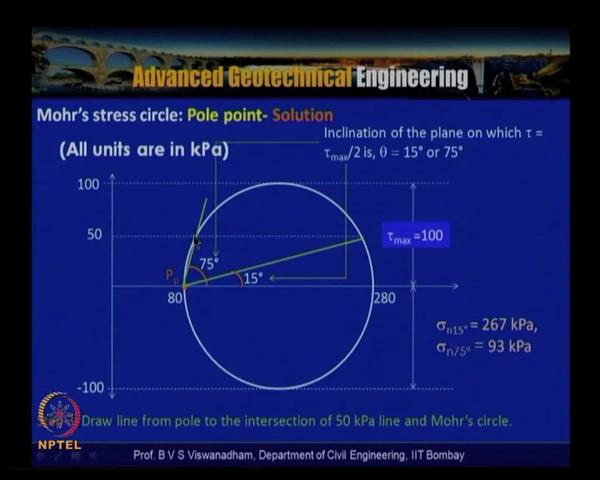 Advanced Geotechnical Engineering
Mohr's stress circle: Pole point- Solution
(All units are in kPa)
Inclination of the plane on which τ =
τmax/2 is, θ = 15° or 75°
100
50
τmax =100
75°
15°
Pp
80
280
σn15° = 267 kPa,
σn75° = 93 kPa
-100
Draw line from pole to the intersection of 50 kPa line and Mohr's circle.
NPTEL
Prof. B V S Viswanadham, Department of Civil Engineering, IIT Bombay